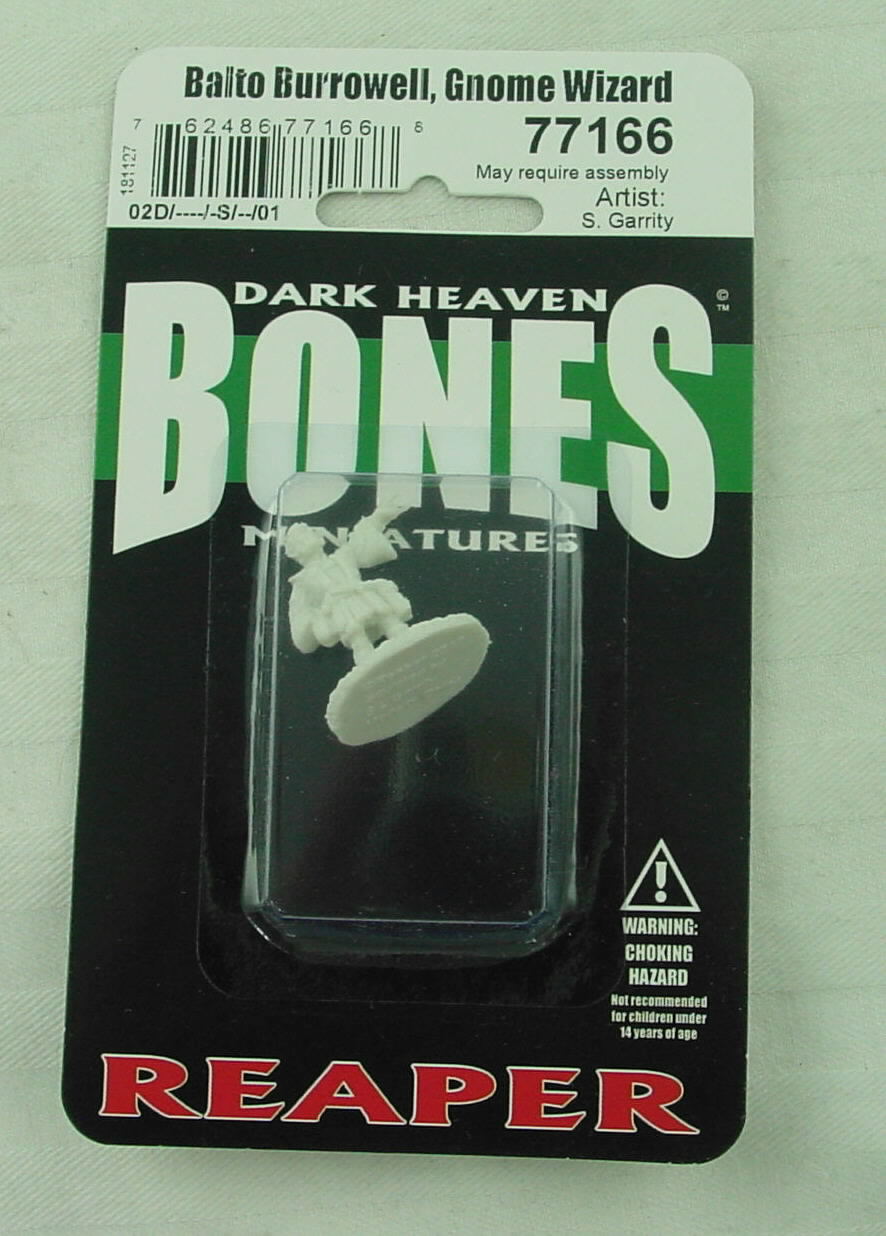 Balto Burrowell, Gnome Wizard
7 62486 77166 8
77166
May require assembly
181127
Artist:
02D/----/-S/--/01
S. Garrity
DARK HEAVEN
BONES
© ™
MINIATURES
WARNING:
CHOKING
HAZARD
Not recommended
for children under
14 years of age
REAPER